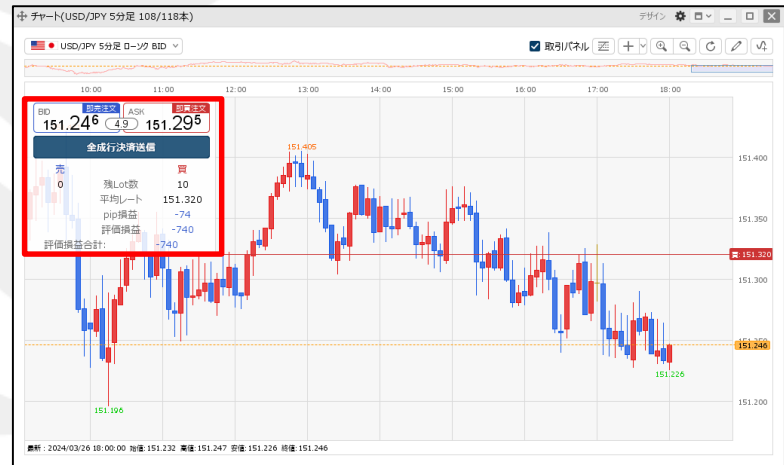 チャート(USD/JPY 5分足 108/118本)
デザイン
USD/JPY 5分足 ローソク BID
取引パネル
10:00 11:00 12:00 13:00 14:00 15:00 16:00 17:00 18:00
BID 即売注文 ASK 即買注文
151.24⁶ 4.9 151.29⁵
全成行決済送信
売 買
0 残Lot数 10
平均レート 151.320
pip損益 -74
評価損益 -740
評価損益合計: -740
151.405
151.400
151.350
買:151.320
151.300
151.246
151.226
151.200
151.196
最新:2024/03/26 18:00:00 始値:151.232 高値:151.247 安値:151.226 終値:151.246